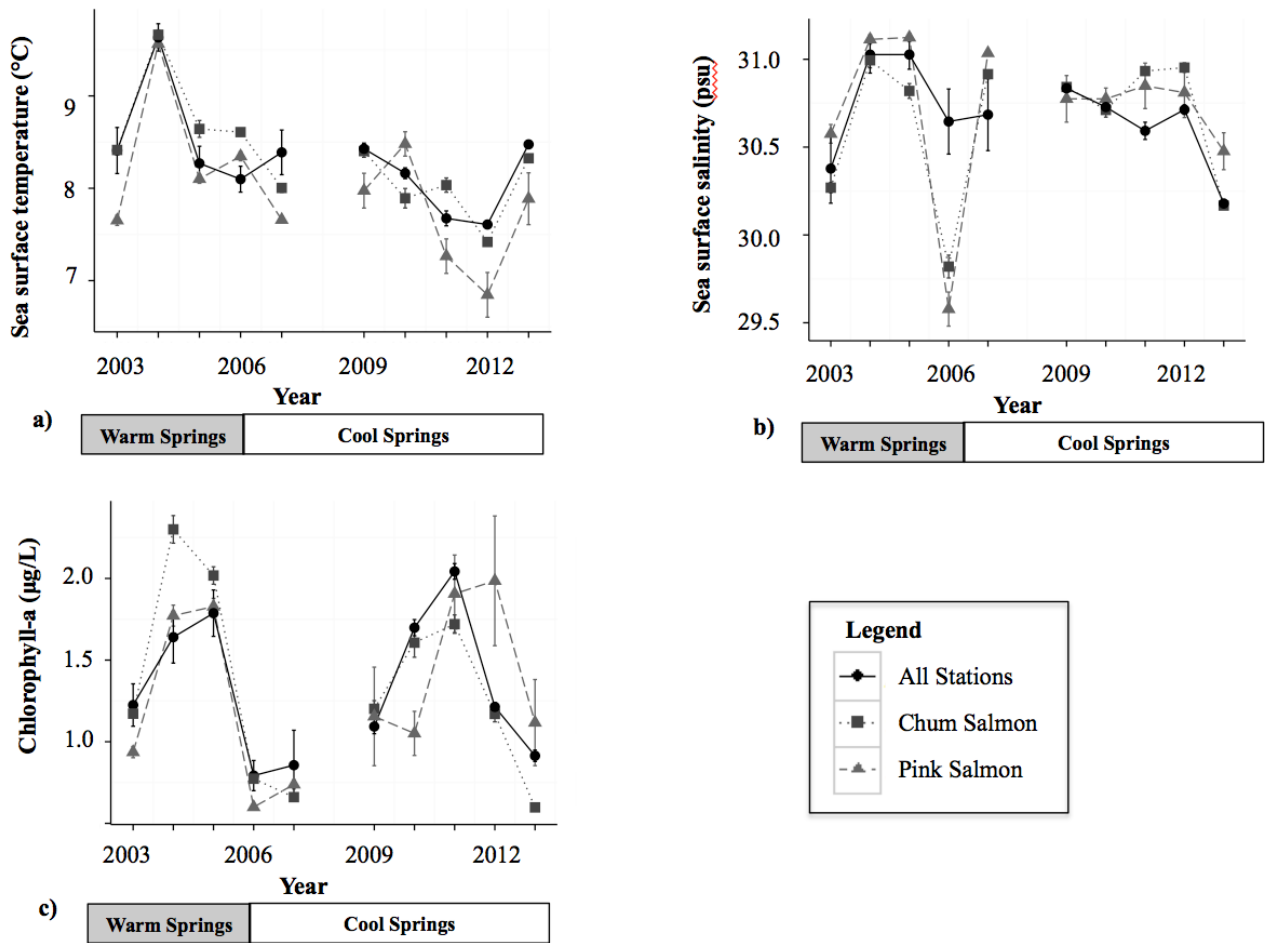 Sea surface temperature (°C)
9
8
7
2003 2006 2009 2012
Year
a)
Warm Springs Cool Springs
Sea surface salinity (psu)
31.0
30.5
30.0
29.5
2003 2006 2009 2012
Year
b)
Warm Springs Cool Springs
Chlorophyll-a (µg/L)
2.0
1.5
1.0
2003 2006 2009 2012
Year
c)
Warm Springs Cool Springs
Legend
All Stations
Chum Salmon
Pink Salmon